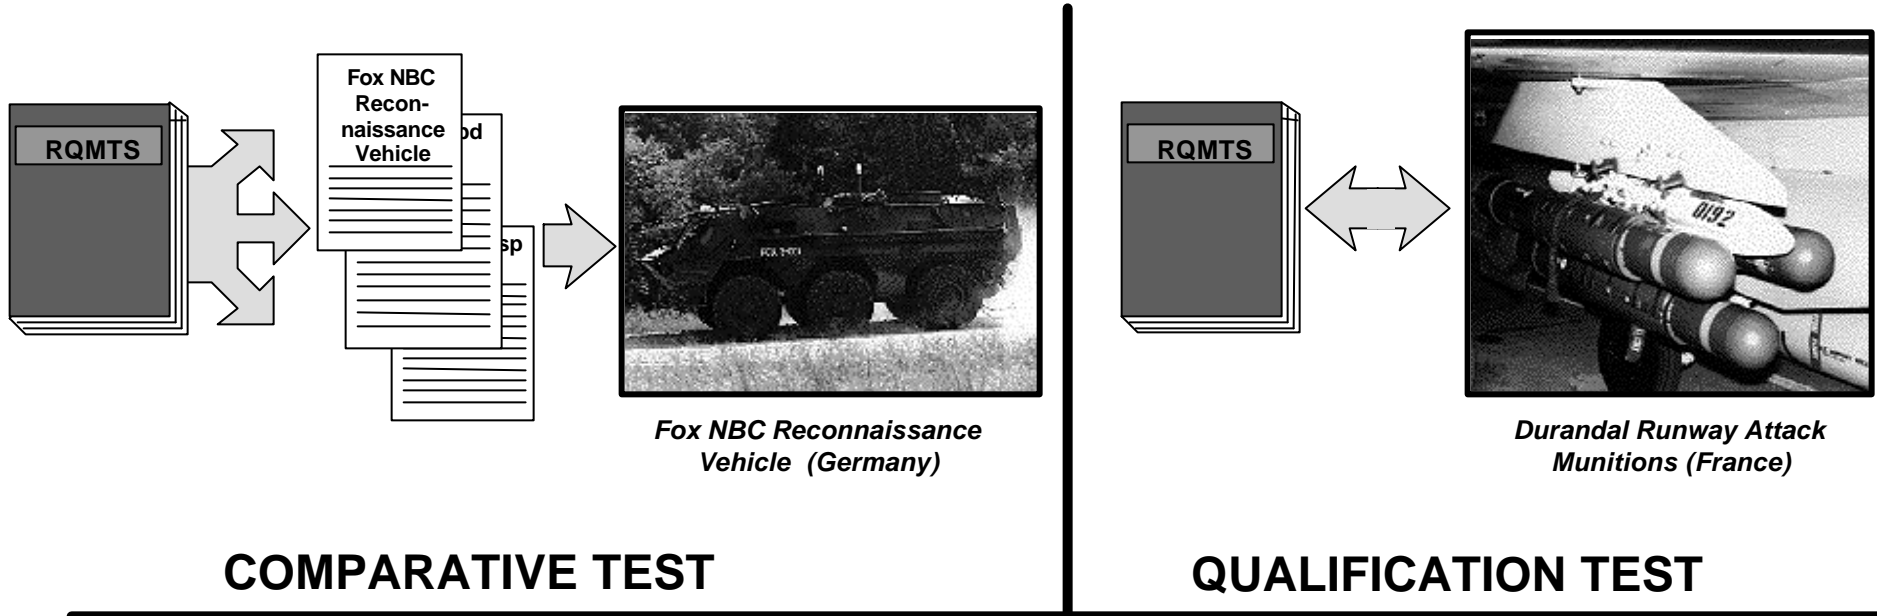 RQMTS
Fox NBC
Recon-
naissance
Vehicle
od
sp
Fox NBC Reconnaissance
Vehicle (Germany)
COMPARATIVE TEST
RQMTS
0192
Durandal Runway Attack
Munitions (France)
QUALIFICATION TEST